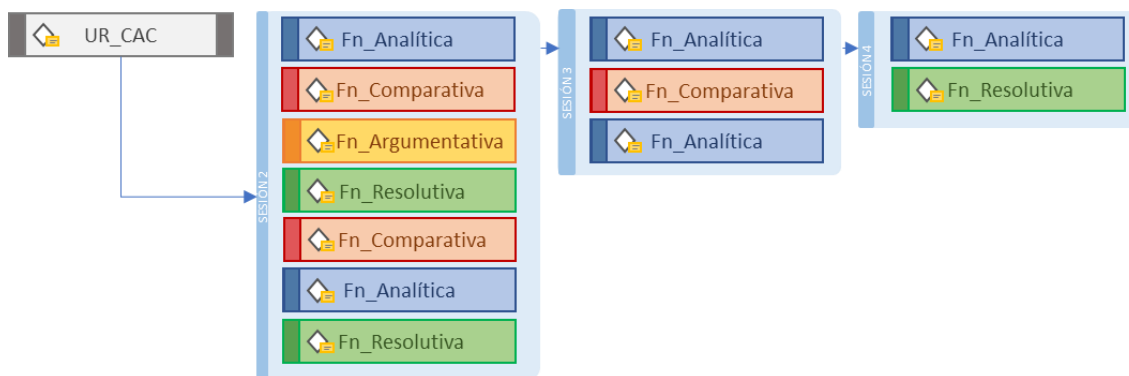 UR_CAC
SESIÓN 2
Fn_Analítica
Fn_Comparativa
Fn_Argumentativa
Fn_Resolutiva
Fn_Comparativa
Fn_Analítica
Fn_Resolutiva
SESIÓN 3
Fn_Analítica
Fn_Comparativa
Fn_Analítica
SESIÓN 4
Fn_Analítica
Fn_Resolutiva